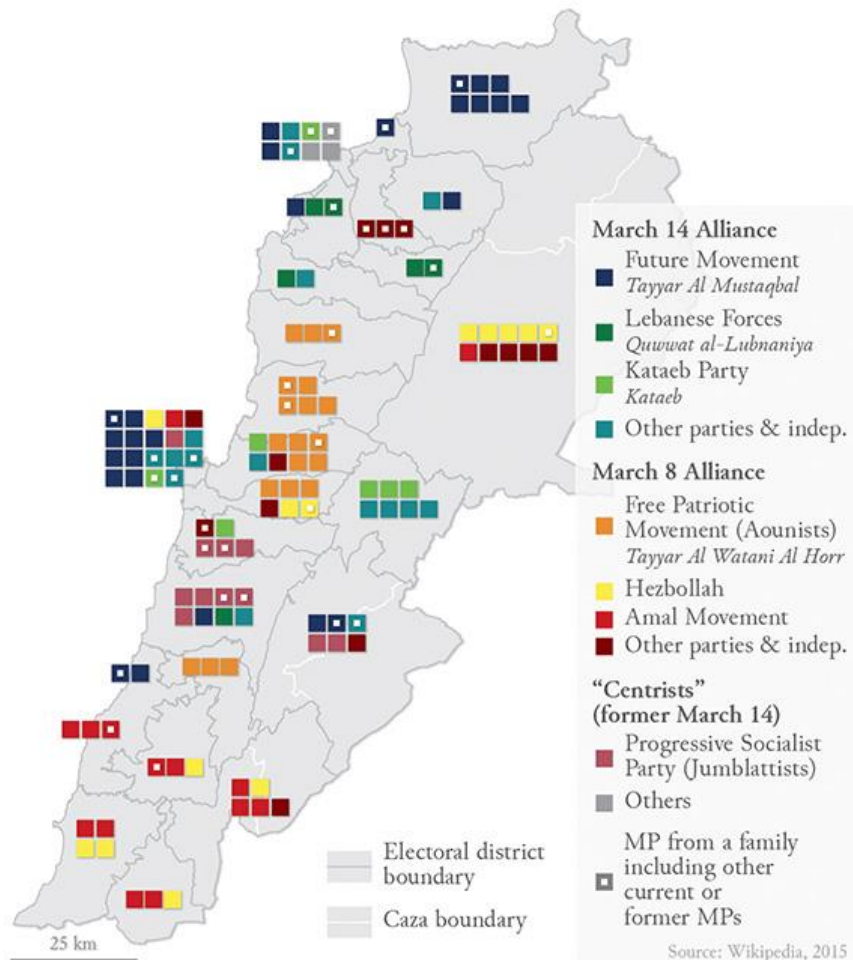 March 14 Alliance
Future Movement
Tayyar Al Mustaqbal
Lebanese Forces
Quwwat al-Lubnaniya
Kataeb Party
Kataeb
Other parties & indep.
March 8 Alliance
Free Patriotic
Movement (Aounists)
Tayyar Al Watani Al Horr
Hezbollah
Amal Movement
Other parties & indep.
“Centrists”
(former March 14)
Progressive Socialist
Party (Jumblattists)
Others
MP from a family
including other
current or
former MPs
Electoral district
boundary
Caza boundary
25 km
Source: Wikipedia, 2015